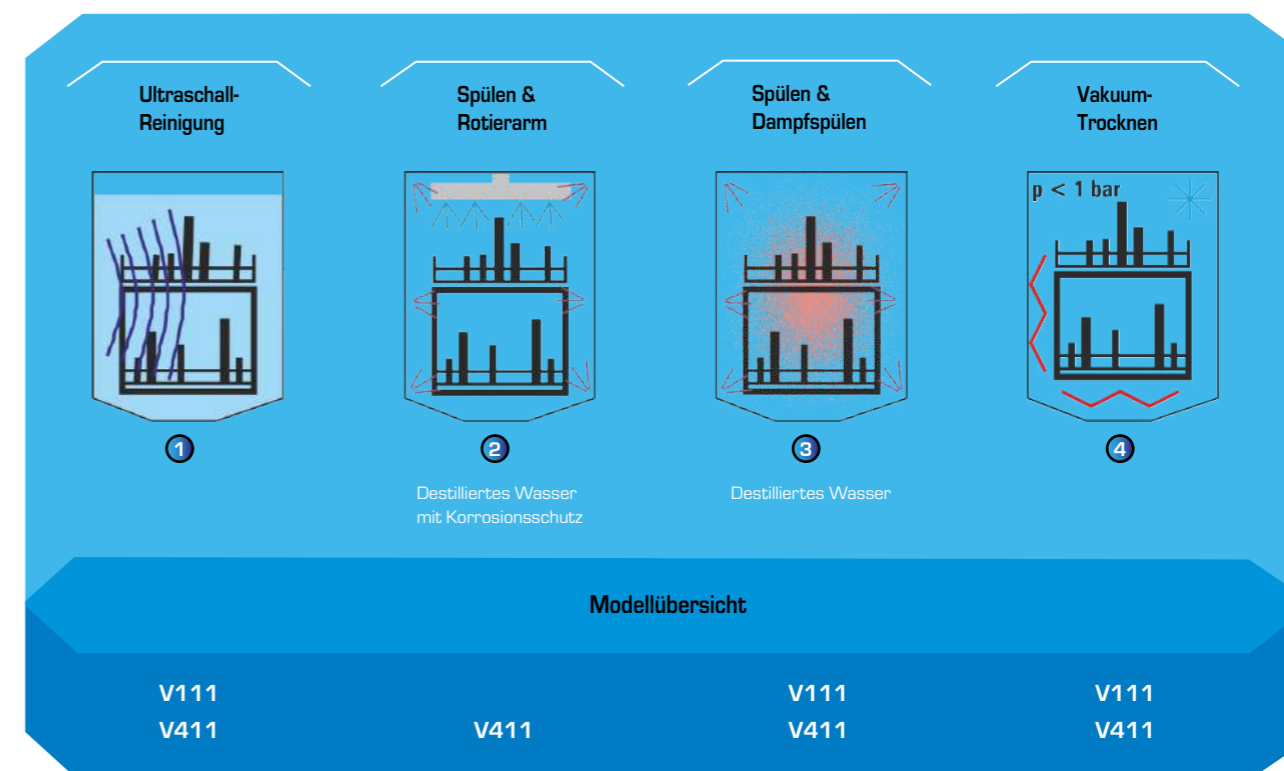 Ultraschall-
Reinigung
Spülen &
Rotierarm
Spülen &
Dampfspülen
Vakuum-
Trocknen
p < 1 bar
1
2
3
4
Destilliertes Wasser
mit Korrosionsschutz
Destilliertes Wasser
Modellübersicht
V111
V111
V111
V411
V411
V411
V411